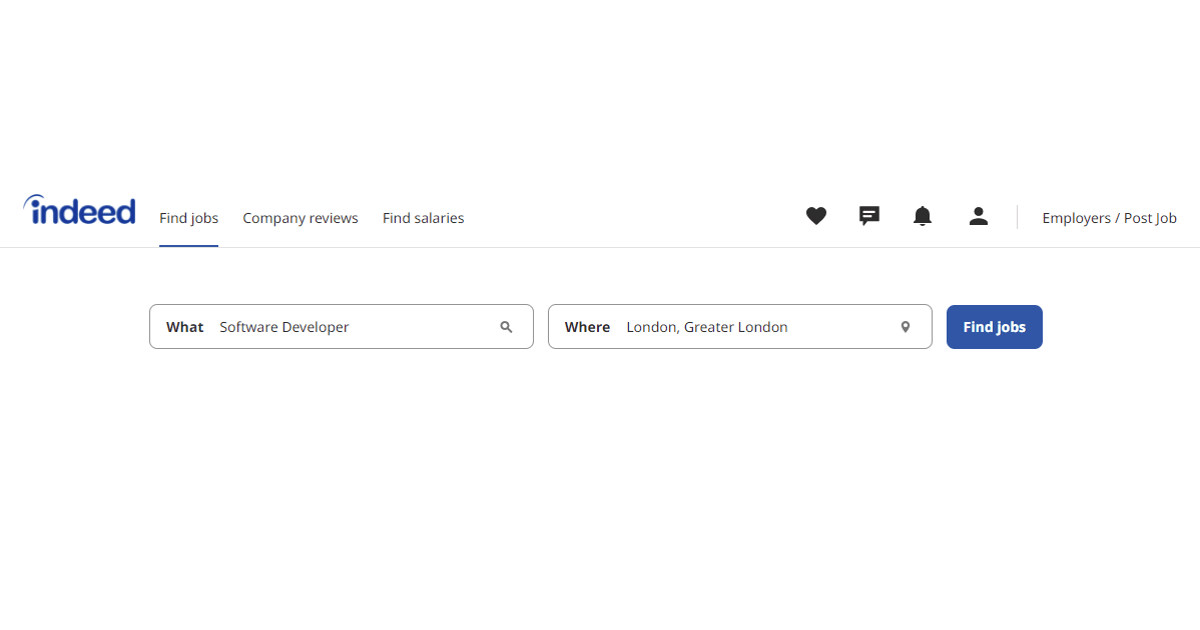 indeed Find jobs Company reviews Find salaries Employers / Post Job
What Software Developer Where London, Greater London Find jobs